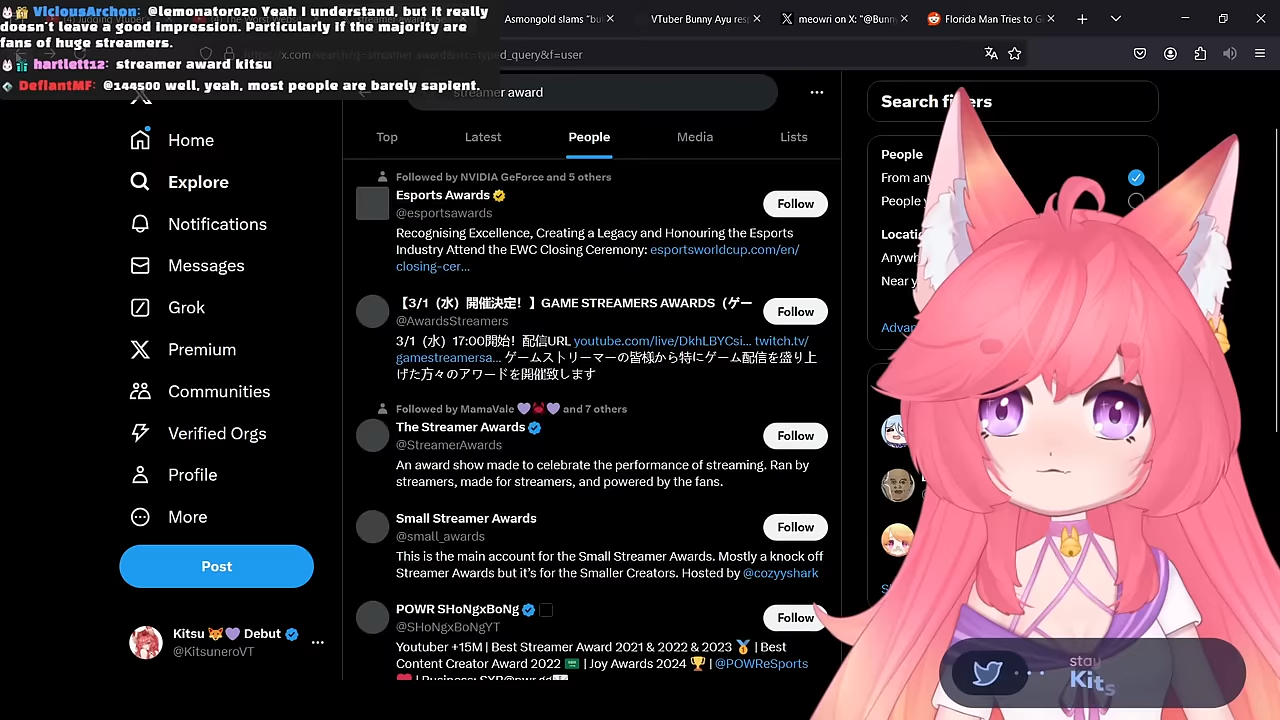 ViciousArchon: @lemonator020 Yeah I understand, but it really
doesn't leave a good impression. Particularly if the majority are
fans of huge streamers.
hartlett12: streamer award kitsu
DefiantMF: @144500 well, yeah, most people are barely sapient.
VTuber Bunny Ayu rev
Florida Man Tries to G
d_query&f=user
streamer award
Top
Latest
People
Media
Lists
Home
Explore
Notifications
Messages
Grok
Premium
Communities
Verified Orgs
Profile
More
Post
Kitsu 🦊💜 Debut
@KitsuneroVT
Followed by NVIDIA GeForce and 5 others
Esports Awards
@esportsawards
Follow
Recognising Excellence, Creating a Legacy and Honouring the Esports
Industry Attend the EWC Closing Ceremony: esportsworldcup.com/en/
closing-cer...
【3/1（水）開催決定！】GAME STREAMERS AWARDS（ゲー
@AwardsStreamers
Follow
3/1（水）17:00開始！配信URL youtube.com/live/DkhLBYCsi... twitch.tv/
gamestreamersa... ゲームストリーマーの皆様から特にゲーム配信を盛り上
げた方々のアワードを開催致します
Followed by MamaVale 💜🦀💜 and 7 others
The Streamer Awards
@StreamerAwards
Follow
An award show made to celebrate the performance of streaming. Ran by
streamers, made for streamers, and powered by the fans.
Small Streamer Awards
@small_awards
Follow
This is the main account for the Small Streamer Awards. Mostly a knock off
Streamer Awards but it's for the Smaller Creators. Hosted by @cozyyshark
POWR SHoNgxBoNg
@SHoNgxBoNgYT
Follow
Youtuber +15M | Best Streamer Award 2021 & 2022 & 2023 🥇 | Best
Content Creator Award 2022 🇸🇦 | Joy Awards 2024 🏆 | @POWReSports
Search filters
People
From any
People
Near
stay
Kits